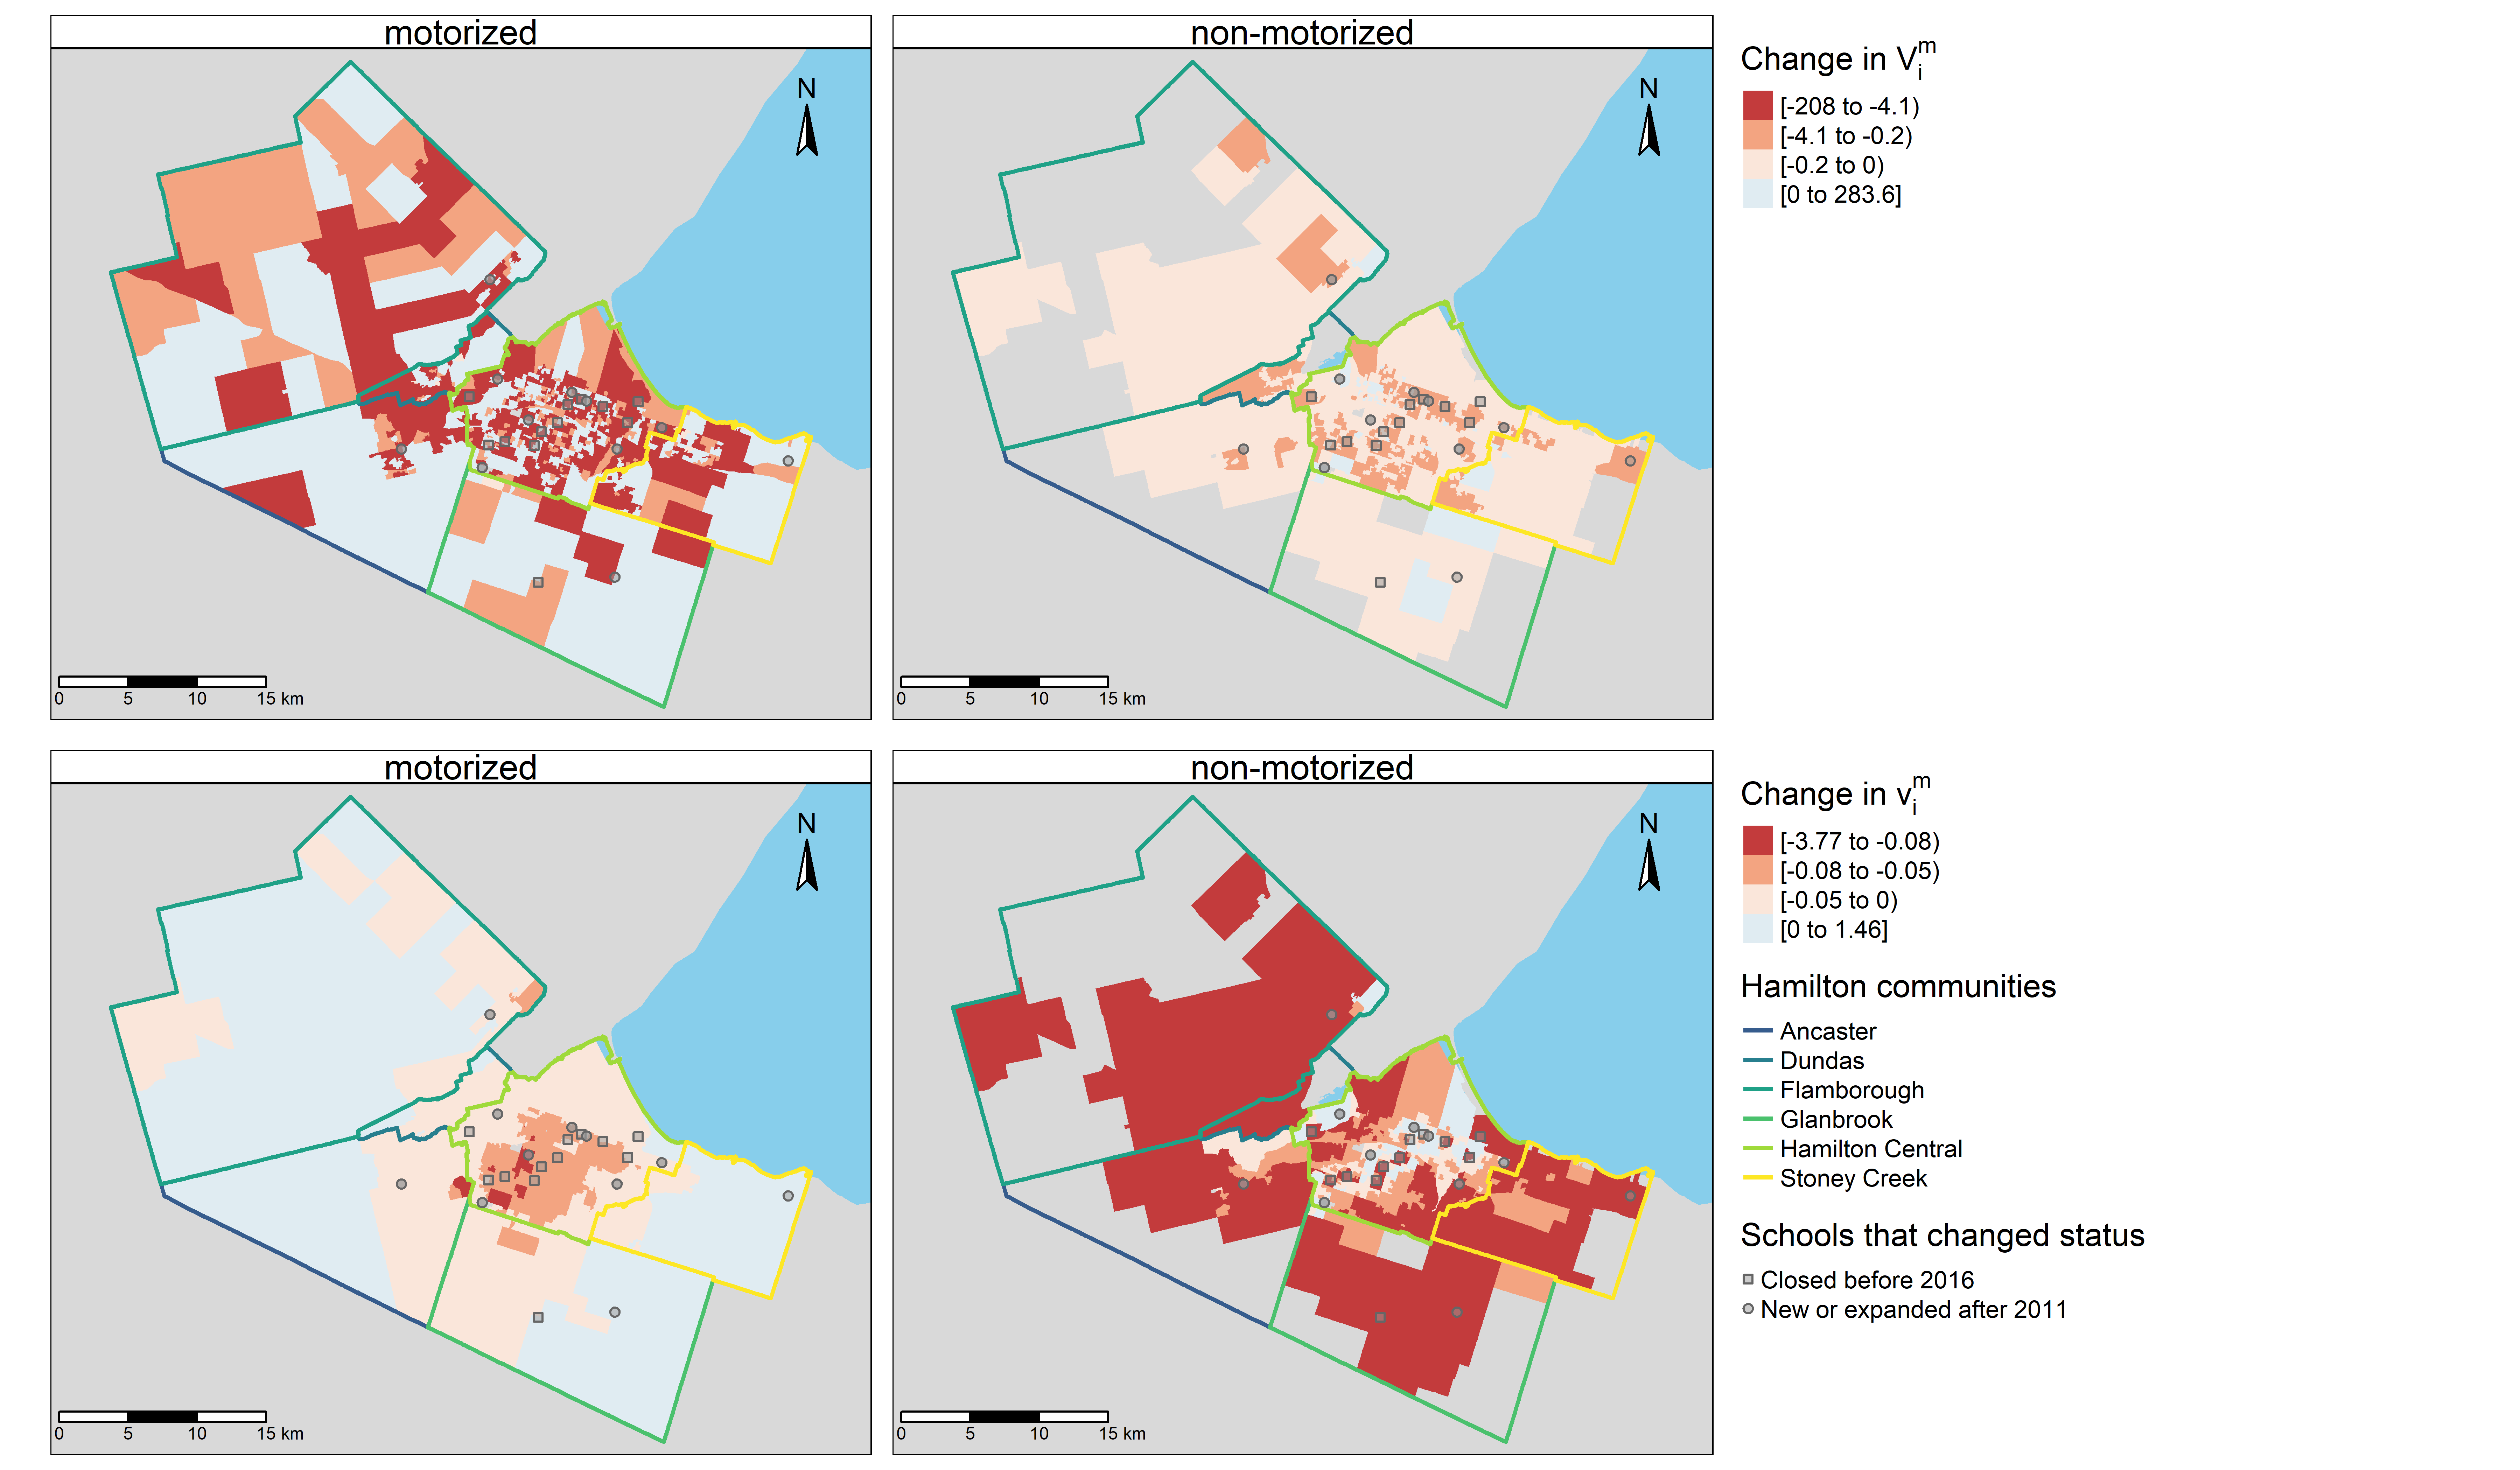 motorized
non-motorized
N
N
0 5 10 15 km
0 5 10 15 km
Change in V_i^m
[-208 to -4.1)
[-4.1 to -0.2)
[-0.2 to 0)
[0 to 283.6]
motorized
non-motorized
N
N
0 5 10 15 km
0 5 10 15 km
Change in v_i^m
[-3.77 to -0.08)
[-0.08 to -0.05)
[-0.05 to 0)
[0 to 1.46]
Hamilton communities
Ancaster
Dundas
Flamborough
Glanbrook
Hamilton Central
Stoney Creek
Schools that changed status
Closed before 2016
New or expanded after 2011